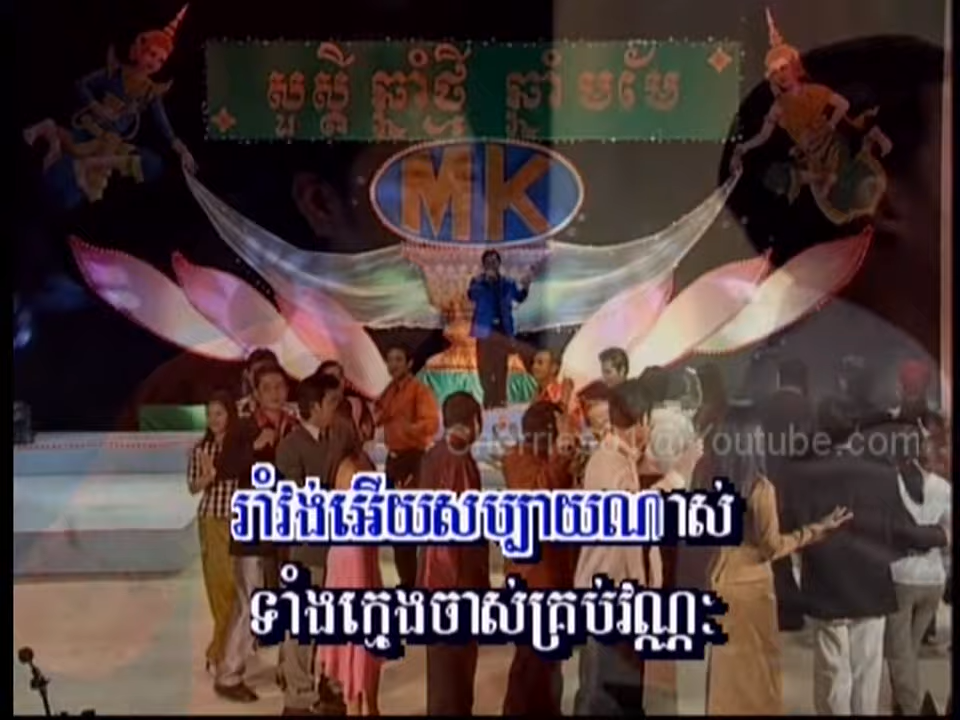 សួស្តី ឆ្នាំថ្មី ឆ្នាំ មមែ
MK
@Youtube.com
រាំវង់អើយសប្បាយណាស់
ទាំងក្មេងចាស់គ្រប់វណ្ណៈ